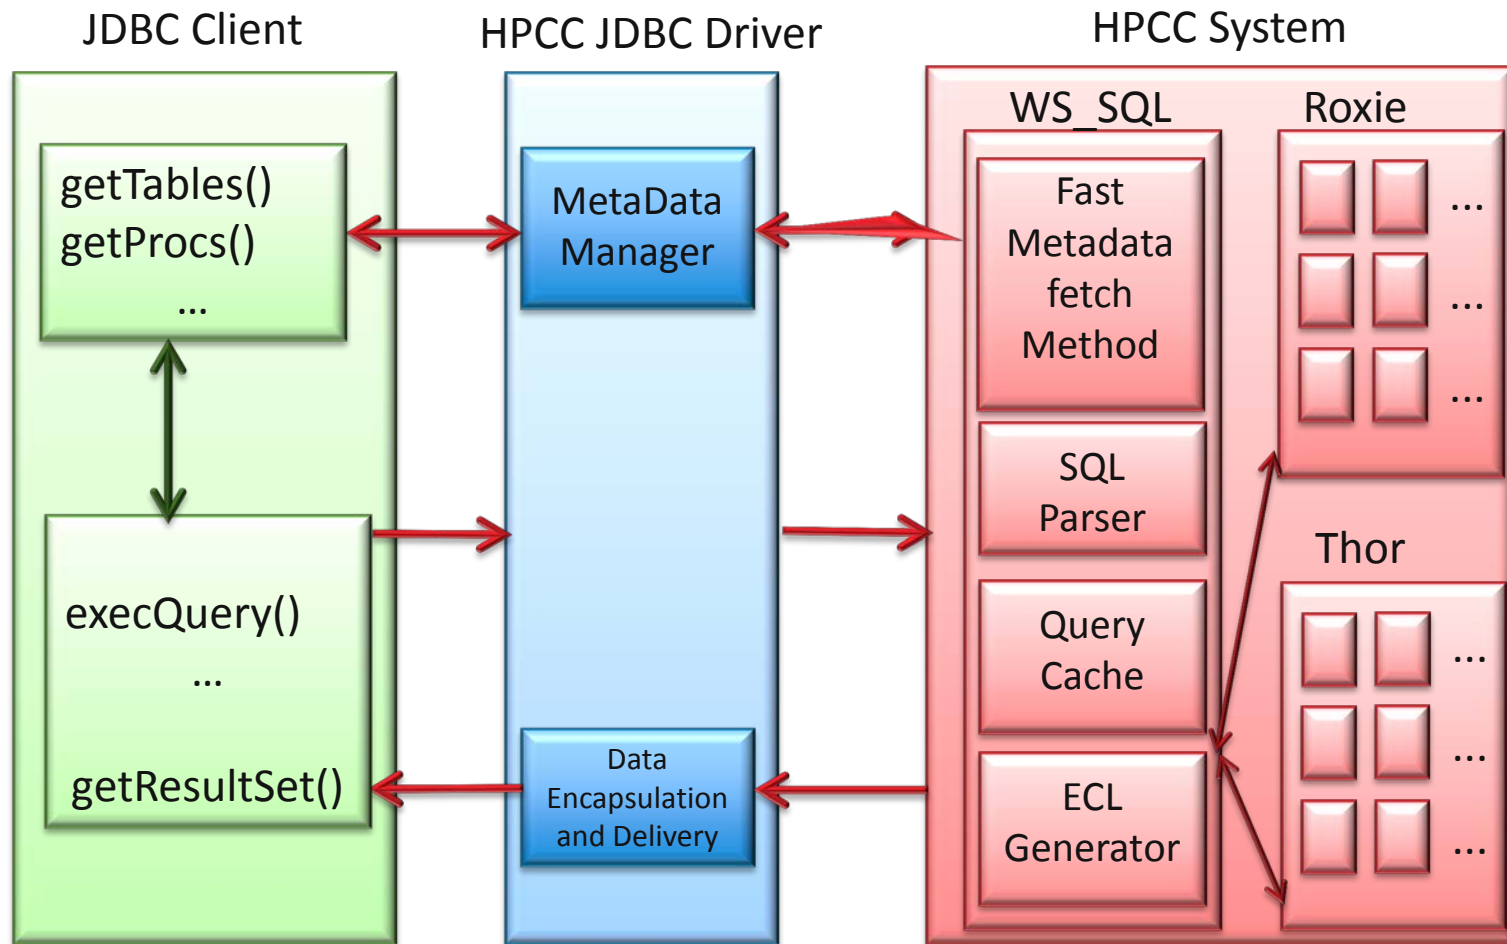 JDBC Client
getTables()
getProcs()
...
execQuery()
...
getResultSet()
HPCC JDBC Driver
MetaData
Manager
Data
Encapsulation
and Delivery
HPCC System
WS_SQL
Fast
Metadata
fetch
Method
SQL
Parser
Query
Cache
ECL
Generator
Roxie
...
...
...
Thor
...
...
...